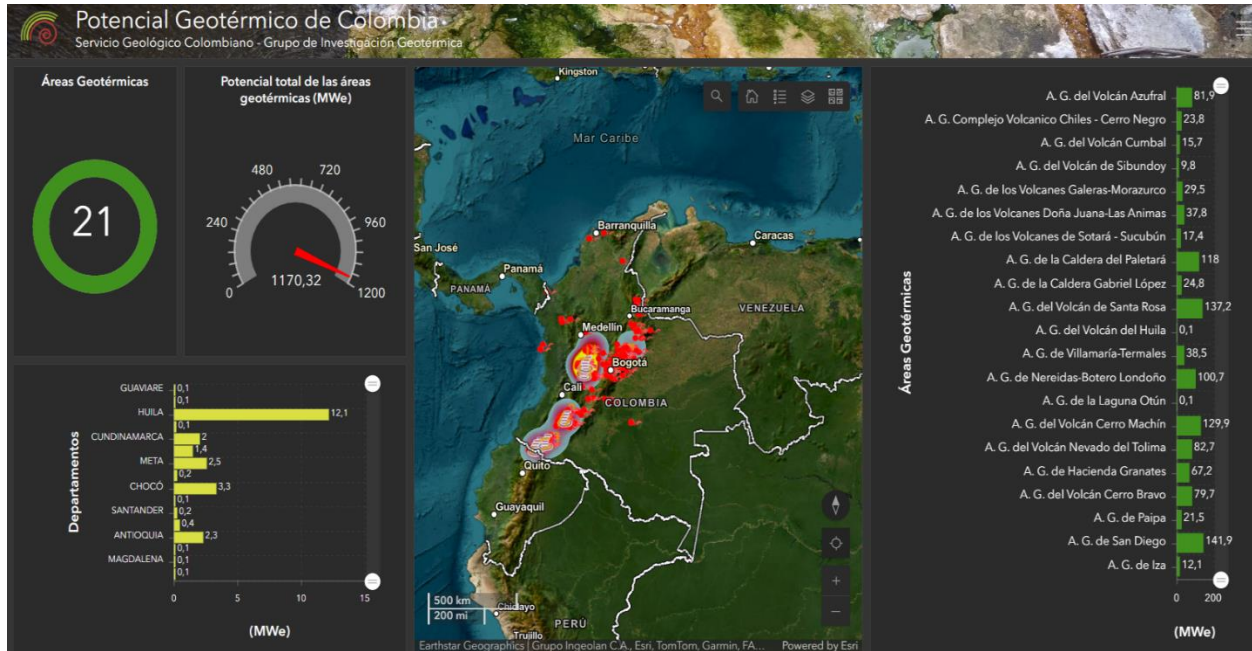 Potencial Geotérmico de Colombia
Servicio Geológico Colombiano - Grupo de Investigación Geotérmica
Áreas Geotérmicas
21
Potencial total de las áreas
geotérmicas (MWe)
0
240
480
720
960
1200
1170,32
Departamentos
GUAVIARE 0,1
0,1
HUILA 12,1
0,1
CUNDINAMARCA 2
1,4
META 2,5
0,2
CHOCÓ 3,3
0,1
SANTANDER 0,2
0,4
ANTIOQUIA 2,3
0,1
MAGDALENA 0,1
0,1
0 5 10 15
(MWe)
Kingston
Mar Caribe
Barranquilla
Caracas
San José
Panamá
PANAMÁ
Bucaramanga
VENEZUELA
Medellín
Bogotá
Cali
COLOMBIA
Quito
Guayaquil
500 km
200 mi
Chiclayo
PERÚ
Trujillo
Earthstar Geographics | Grupo Ingeolan C.A., Esri, TomTom, Garmin, FA... Powered by Esri
Áreas Geotérmicas
A. G. del Volcán Azufral 81,9
A. G. Complejo Volcanico Chiles - Cerro Negro 23,8
A. G. del Volcán Cumbal 15,7
A. G. del Volcán de Sibundoy 9,8
A. G. de los Volcanes Galeras-Morazurco 29,5
A. G. de los Volcanes Doña Juana-Las Animas 37,8
A. G. de los Volcanes de Sotará - Sucubún 17,4
A. G. de la Caldera del Paletará 118
A. G. de la Caldera Gabriel López 24,8
A. G. del Volcán de Santa Rosa 137,2
A. G. del Volcán del Huila 0,1
A. G. de Villamaría-Termales 38,5
A. G. de Nereidas-Botero Londoño 100,7
A. G. de la Laguna Otún 0,1
A. G. del Volcán Cerro Machín 129,9
A. G. del Volcán Nevado del Tolima 82,7
A. G. de Hacienda Granates 67,2
A. G. del Volcán Cerro Bravo 79,7
A. G. de Paipa 21,5
A. G. de San Diego 141,9
A. G. de Iza 12,1
0 200
(MWe)